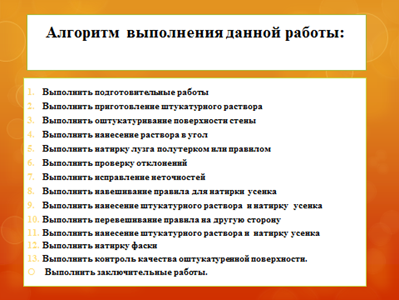 Алгоритм выполнения данной работы:
1. Выполнить подготовительные работы
2. Выполнить приготовление штукатурного раствора
3. Выполнить оштукатуривание поверхности стены
4. Выполнить нанесение раствора в угол
5. Выполнить натирку лузга полутерком или правилом
6. Выполнить проверку отклонений
7. Выполнить исправление неточностей
8. Выполнить навешивание правила для натирки усенка
9. Выполнить нанесение штукатурного раствора и натирку усенка
10. Выполнить перевешивание правила на другую сторону
11. Выполнить нанесение штукатурного раствора и натирку усенка
12. Выполнить натирку фаски
13. Выполнить контроль качества оштукатуренной поверхности.
Выполнить заключительные работы.